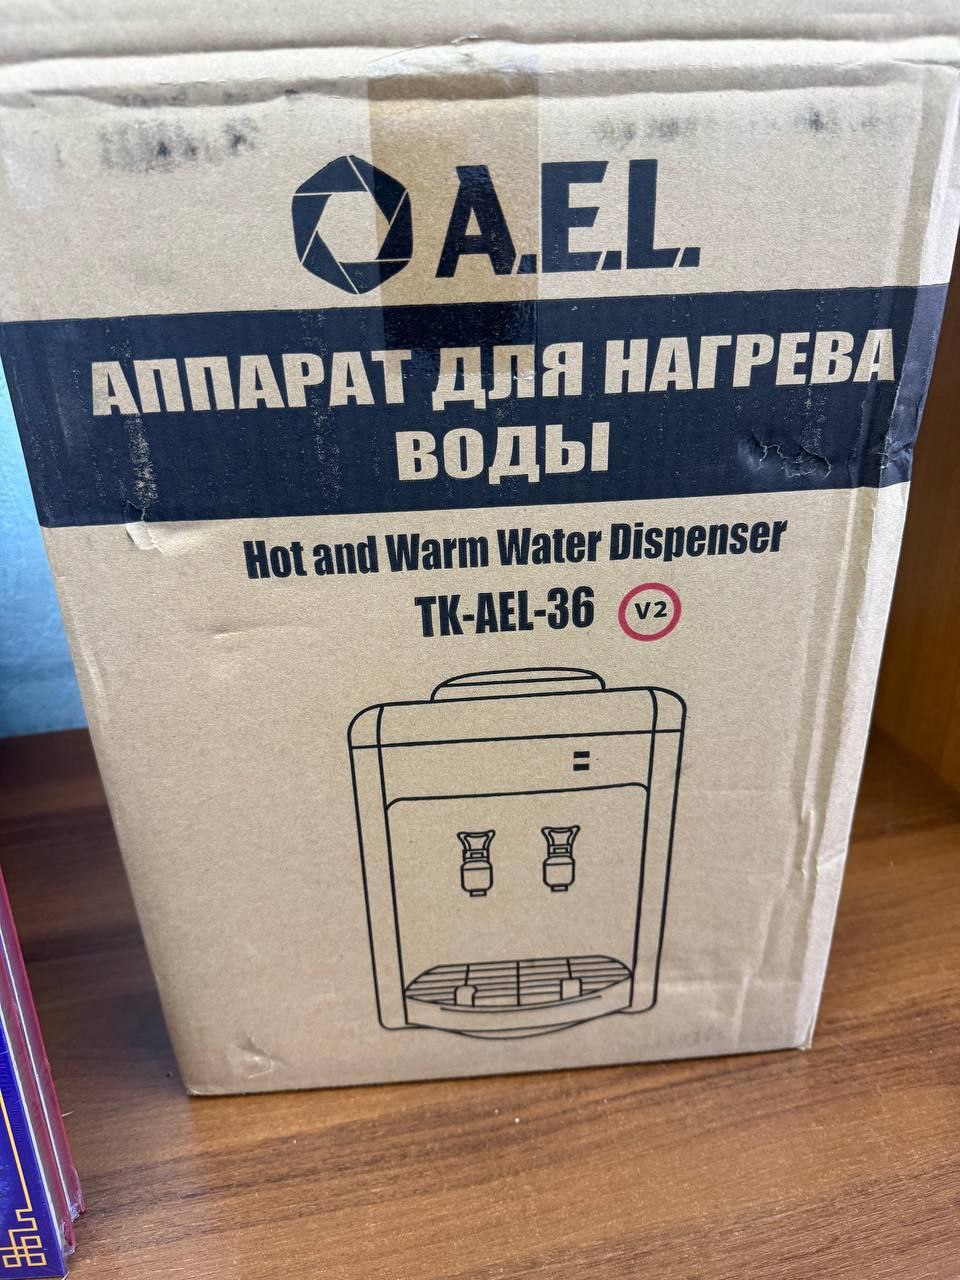 A.E.L.
АППАРАТ ДЛЯ НАГРЕВА
ВОДЫ
Hot and Warm Water Dispenser
TK-AEL-36 V2